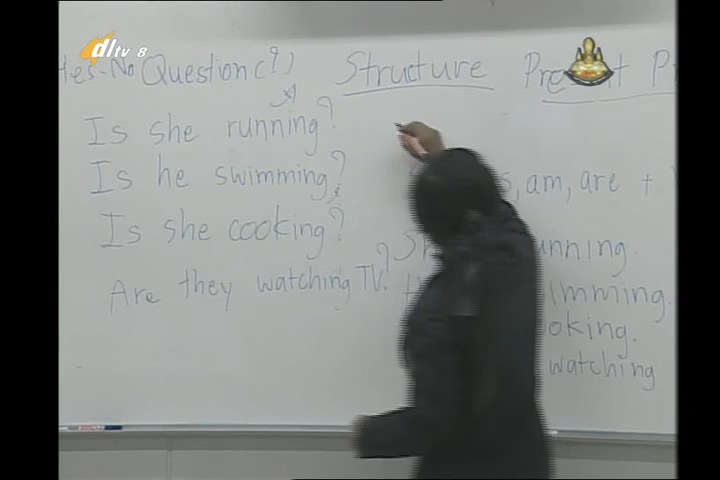 dltv 8
Yes-No Question (?) Structure
Is she running?
Is he swimming?
Is she cooking?
Are they watching TV.?
am, are +
unning.
imming.
oking.
watching